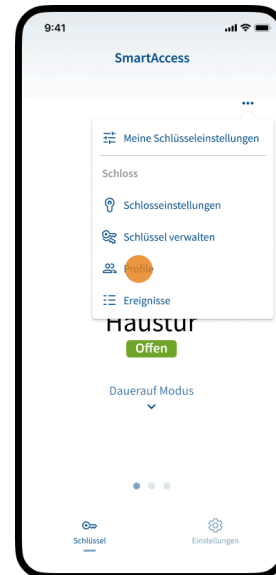 9:41
SmartAccess
Meine Schlüsseleinstellungen
Schloss
Schlosseinstellungen
Schlüssel verwalten
Profile
Ereignisse
Haustür
Offen
Dauerauf Modus
Schlüssel
Einstellungen